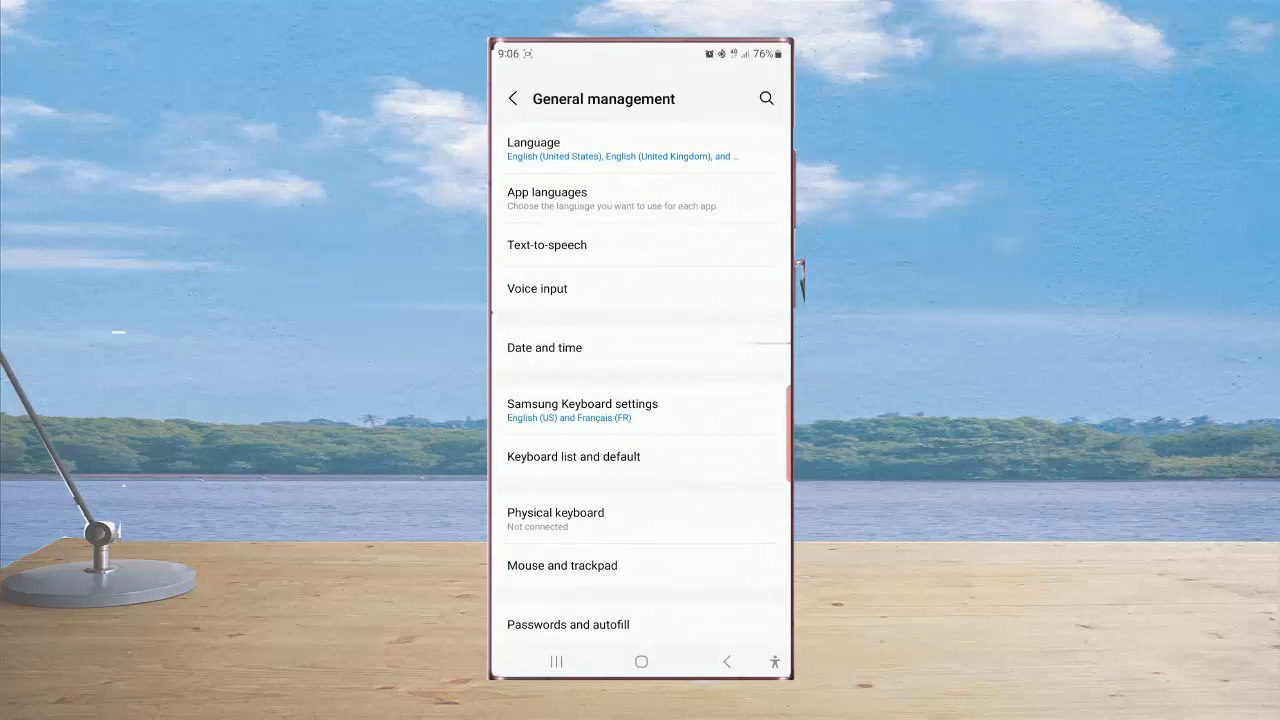 9:06
76%
General management
Language
English (United States), English (United Kingdom), and ...
App languages
Choose the language you want to use for each app.
Text-to-speech
Voice input
Date and time
Samsung Keyboard settings
English (US) and Français (FR)
Keyboard list and default
Physical keyboard
Not connected
Mouse and trackpad
Passwords and autofill